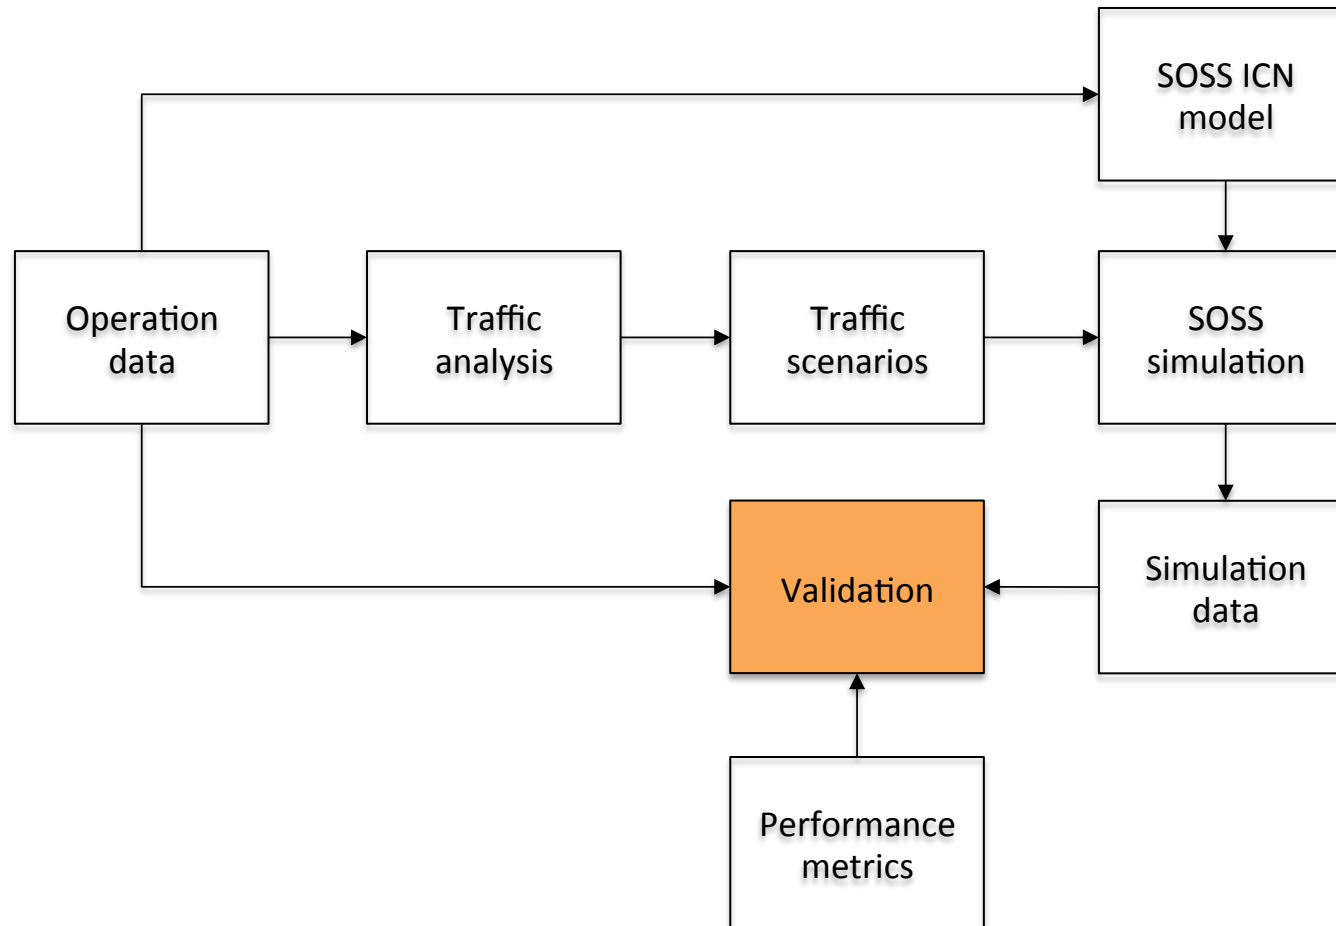 SOSS ICN
model
Operation
data
Traffic
analysis
Traffic
scenarios
SOSS
simulation
Validation
Simulation
data
Performance
metrics